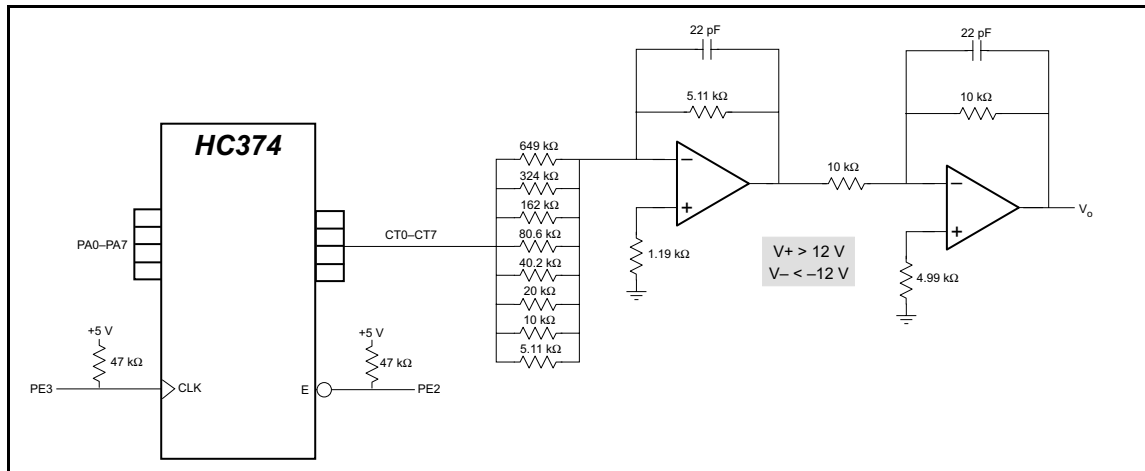 22 pF
22 pF
5.11 kΩ
10 kΩ
HC374
649 kΩ
324 kΩ
10 kΩ
162 kΩ
PA0–PA7
CT0–CT7
80.6 kΩ
1.19 kΩ
V+ > 12 V
V– < –12 V
Vo
40.2 kΩ
4.99 kΩ
20 kΩ
10 kΩ
5.11 kΩ
+5 V
47 kΩ
+5 V
47 kΩ
PE3
CLK
E
PE2